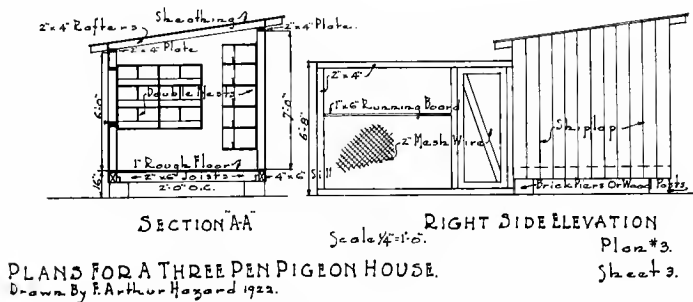 Sheathing
2"x4" Rafters
2"x4" Plate.
2"x4" Plate
Double Nests
6'-0"
7'-0"
1" Rough Floor
2"x6" Joists
2'-0" O.C.
4"x6" Sill
16"
SECTION "A-A"
2"x4"
1"x6" Running Board
2" Mesh Wire
6'-8"
Shiplap
Brick Piers Or Wood Posts.
RIGHT SIDE ELEVATION
Scale 1/4"=1'-0".
Plan #3.
Sheet 3.
PLANS FOR A THREE PEN PIGEON HOUSE.
Drawn By F. Arthur Hazard 1922.